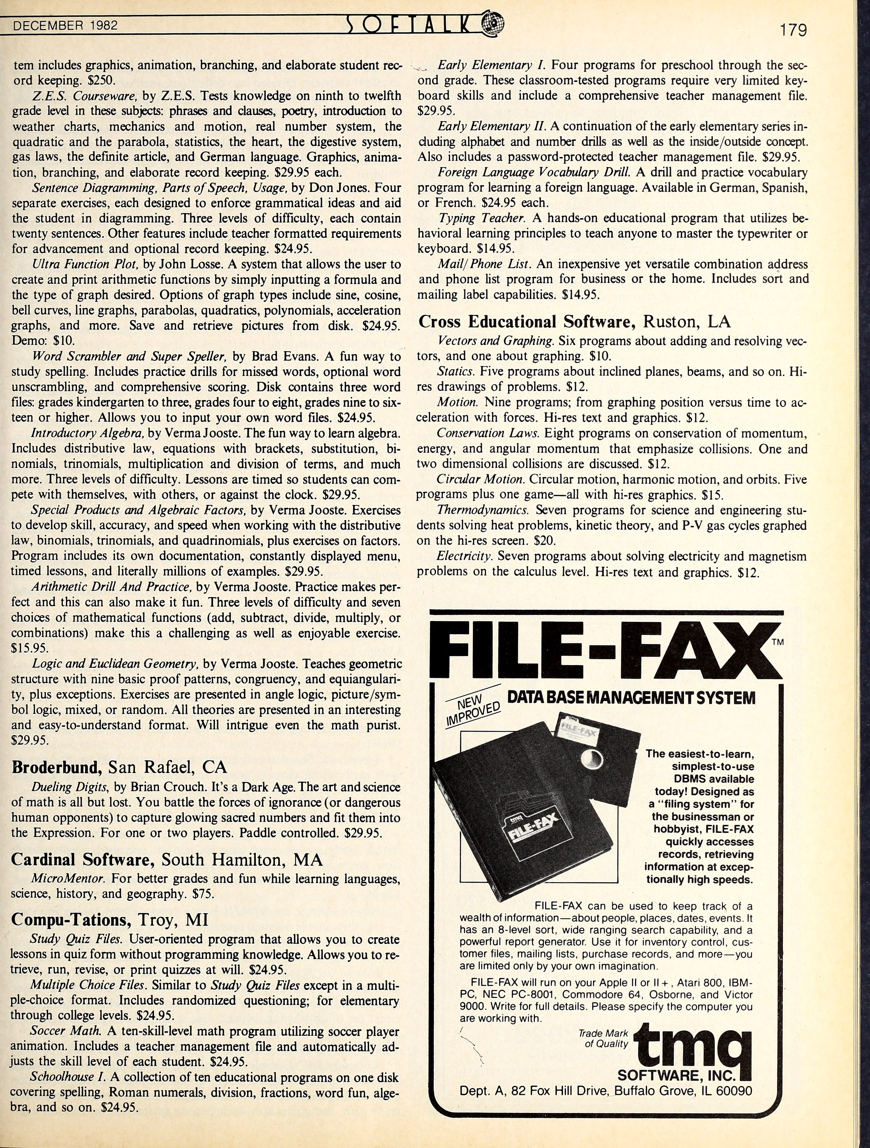 DECEMBER 1982
SOFTALK
179
tem includes graphics, animation, branching, and elaborate student rec-
ord keeping. $250.
Z.E.S. Courseware, by Z.E.S. Tests knowledge on ninth to twelfth
grade level in these subjects: phrases and clauses, poetry, introduction to
weather charts, mechanics and motion, real number system, the
quadratic and the parabola, statistics, the heart, the digestive system,
gas laws, the definite article, and German language. Graphics, anima-
tion, branching, and elaborate record keeping. $29.95 each.
Sentence Diagramming, Parts of Speech, Usage, by Don Jones. Four
separate exercises, each designed to enforce grammatical ideas and aid
the student in diagramming. Three levels of difficulty, each contain
twenty sentences. Other features include teacher formatted requirements
for advancement and optional record keeping. $24.95.
Ultra Function Plot, by John Losse. A system that allows the user to
create and print arithmetic functions by simply inputting a formula and
the type of graph desired. Options of graph types include sine, cosine,
bell curves, line graphs, parabolas, quadratics, polynomials, acceleration
graphs, and more. Save and retrieve pictures from disk. $24.95.
Demo: $10.
Word Scrambler and Super Speller, by Brad Evans. A fun way to
study spelling. Includes practice drills for missed words, optional word
unscrambling, and comprehensive scoring. Disk contains three word
files: grades kindergarten to three, grades four to eight, grades nine to six-
teen or higher. Allows you to input your own word files. $24.95.
Introductory Algebra, by Verma Jooste. The fun way to learn algebra.
Includes distributive law, equations with brackets, substitution, bi-
nomials, trinomials, multiplication and division of terms, and much
more. Three levels of difficulty. Lessons are timed so students can com-
pete with themselves, with others, or against the clock. $29.95.
Special Products and Algebraic Factors, by Verma Jooste. Exercises
to develop skill, accuracy, and speed when working with the distributive
law, binomials, trinomials, and quadrinomials, plus exercises on factors.
Program includes its own documentation, constantly displayed menu,
timed lessons, and literally millions of examples. $29.95.
Arithmetic Drill And Practice, by Verma Jooste. Practice makes per-
fect and this can also make it fun. Three levels of difficulty and seven
choices of mathematical functions (add, subtract, divide, multiply, or
combinations) make this a challenging as well as enjoyable exercise.
$15.95.
Logic and Euclidean Geometry, by Verma Jooste. Teaches geometric
structure with nine basic proof patterns, congruency, and equiangulari-
ty, plus exceptions. Exercises are presented in angle logic, picture/sym-
bol logic, mixed, or random. All theories are presented in an interesting
and easy-to-understand format. Will intrigue even the math purist.
$29.95.
Broderbund, San Rafael, CA
Dueling Digits, by Brian Crouch. It's a Dark Age. The art and science
of math is all but lost. You battle the forces of ignorance (or dangerous
human opponents) to capture glowing sacred numbers and fit them into
the Expression. For one or two players. Paddle controlled. $29.95.
Cardinal Software, South Hamilton, MA
MicroMentor. For better grades and fun while learning languages,
science, history, and geography. $75.
Compu-Tations, Troy, MI
Study Quiz Files. User-oriented program that allows you to create
lessons in quiz form without programming knowledge. Allows you to re-
trieve, run, revise, or print quizzes at will. $24.95.
Multiple Choice Files. Similar to Study Quiz Files except in a multi-
ple-choice format. Includes randomized questioning; for elementary
through college levels. $24.95.
Soccer Math. A ten-skill-level math program utilizing soccer player
animation. Includes a teacher management file and automatically ad-
justs the skill level of each student. $24.95.
Schoolhouse I. A collection of ten educational programs on one disk
covering spelling, Roman numerals, division, fractions, word fun, alge-
bra, and so on. $24.95.
Early Elementary I. Four programs for preschool through the sec-
ond grade. These classroom-tested programs require very limited key-
board skills and include a comprehensive teacher management file.
$29.95.
Early Elementary II. A continuation of the early elementary series in-
cluding alphabet and number drills as well as the inside/outside concept.
Also includes a password-protected teacher management file. $29.95.
Foreign Language Vocabulary Drill. A drill and practice vocabulary
program for learning a foreign language. Available in German, Spanish,
or French. $24.95 each.
Typing Teacher. A hands-on educational program that utilizes be-
havioral learning principles to teach anyone to master the typewriter or
keyboard. $14.95.
Mail/Phone List. An inexpensive yet versatile combination address
and phone list program for business or the home. Includes sort and
mailing label capabilities. $14.95.
Cross Educational Software, Ruston, LA
Vectors and Graphing. Six programs about adding and resolving vec-
tors, and one about graphing. $10.
Statics. Five programs about inclined planes, beams, and so on. Hi-
res drawings of problems. $12.
Motion. Nine programs; from graphing position versus time to ac-
celeration with forces. Hi-res text and graphics. $12.
Conservation Laws. Eight programs on conservation of momentum,
energy, and angular momentum that emphasize collisions. One and
two dimensional collisions are discussed. $12.
Circular Motion. Circular motion, harmonic motion, and orbits. Five
programs plus one game—all with hi-res graphics. $15.
Thermodynamics. Seven programs for science and engineering stu-
dents solving heat problems, kinetic theory, and P-V gas cycles graphed
on the hi-res screen. $20.
Electricity. Seven programs about solving electricity and magnetism
problems on the calculus level. Hi-res text and graphics. $12.
FILE-FAX™
NEW
IMPROVED
DATA BASE MANAGEMENT SYSTEM
FILE-FAX
FILE-FAX
The easiest-to-learn,
simplest-to-use
DBMS available
today! Designed as
a "filing system" for
the businessman or
hobbyist, FILE-FAX
quickly accesses
records, retrieving
information at excep-
tionally high speeds.
FILE-FAX can be used to keep track of a
wealth of information—about people, places, dates, events. It
has an 8-level sort, wide ranging search capability, and a
powerful report generator. Use it for inventory control, cus-
tomer files, mailing lists, purchase records, and more—you
are limited only by your own imagination.
FILE-FAX will run on your Apple II or II+, Atari 800, IBM-
PC, NEC PC-8001, Commodore 64, Osborne, and Victor
9000. Write for full details. Please specify the computer you
are working with.
Trade Mark
of Quality
tmq
SOFTWARE, INC.
Dept. A, 82 Fox Hill Drive, Buffalo Grove, IL 60090